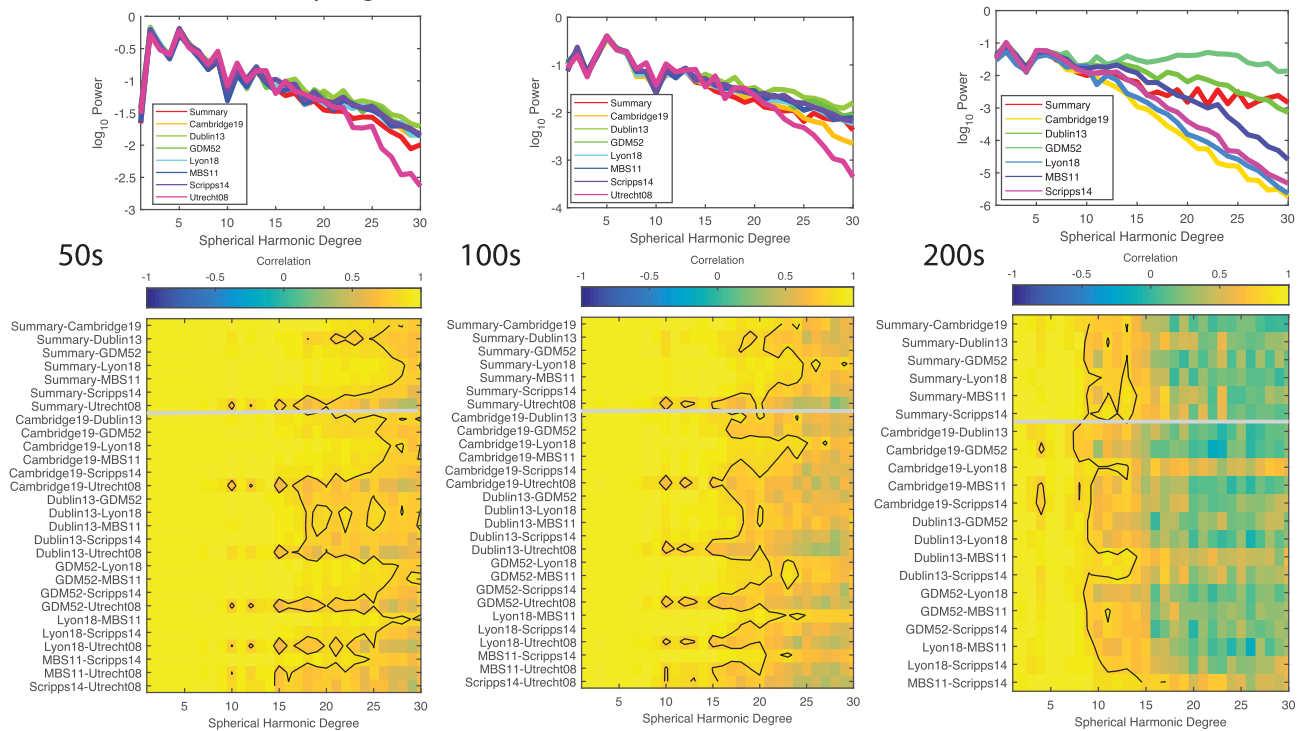 0
-0.5
-1.0
-1.5
-2
-2.5
-3
log10 Power
Summary
Cambridge19
Dublin13
GDM52
Lyon18
MBS11
Scripps14
Utrecht08
5 10 15 20 25 30
Spherical Harmonic Degree
0
-1
-2
-3
-4
log10 Power
Summary
Cambridge19
Dublin13
GDM52
Lyon18
MBS11
Scripps14
Utrecht08
5 10 15 20 25 30
Spherical Harmonic Degree
0
-1
-2
-3
-4
-5
-6
log10 Power
Summary
Cambridge19
Dublin13
GDM52
Lyon18
MBS11
Scripps14
5 10 15 20 25 30
Spherical Harmonic Degree
50s
Correlation
-1 -0.5 0 0.5 1
Summary-Cambridge19
Summary-Dublin13
Summary-GDM52
Summary-Lyon18
Summary-MBS11
Summary-Scripps14
Summary-Utrecht08
Cambridge19-Dublin13
Cambridge19-GDM52
Cambridge19-Lyon18
Cambridge19-MBS11
Cambridge19-Scripps14
Cambridge19-Utrecht08
Dublin13-GDM52
Dublin13-Lyon18
Dublin13-MBS11
Dublin13-Scripps14
Dublin13-Utrecht08
GDM52-Lyon18
GDM52-MBS11
GDM52-Scripps14
GDM52-Utrecht08
Lyon18-MBS11
Lyon18-Scripps14
Lyon18-Utrecht08
MBS11-Scripps14
MBS11-Utrecht08
Scripps14-Utrecht08
5 10 15 20 25 30
Spherical Harmonic Degree
100s
Correlation
-1 -0.5 0 0.5 1
Summary-Cambridge19
Summary-Dublin13
Summary-GDM52
Summary-Lyon18
Summary-MBS11
Summary-Scripps14
Summary-Utrecht08
Cambridge19-Dublin13
Cambridge19-GDM52
Cambridge19-Lyon18
Cambridge19-MBS11
Cambridge19-Scripps14
Cambridge19-Utrecht08
Dublin13-GDM52
Dublin13-Lyon18
Dublin13-MBS11
Dublin13-Scripps14
Dublin13-Utrecht08
GDM52-Lyon18
GDM52-MBS11
GDM52-Scripps14
GDM52-Utrecht08
Lyon18-MBS11
Lyon18-Scripps14
Lyon18-Utrecht08
MBS11-Scripps14
MBS11-Utrecht08
Scripps14-Utrecht08
5 10 15 20 25 30
Spherical Harmonic Degree
200s
Correlation
-1 -0.5 0 0.5 1
Summary-Cambridge19
Summary-Dublin13
Summary-GDM52
Summary-Lyon18
Summary-MBS11
Summary-Scripps14
Cambridge19-Dublin13
Cambridge19-GDM52
Cambridge19-Lyon18
Cambridge19-MBS11
Cambridge19-Scripps14
Dublin13-GDM52
Dublin13-Lyon18
Dublin13-MBS11
Dublin13-Scripps14
GDM52-Lyon18
GDM52-MBS11
GDM52-Scripps14
Lyon18-MBS11
Lyon18-Scripps14
MBS11-Scripps14
5 10 15 20 25 30
Spherical Harmonic Degree